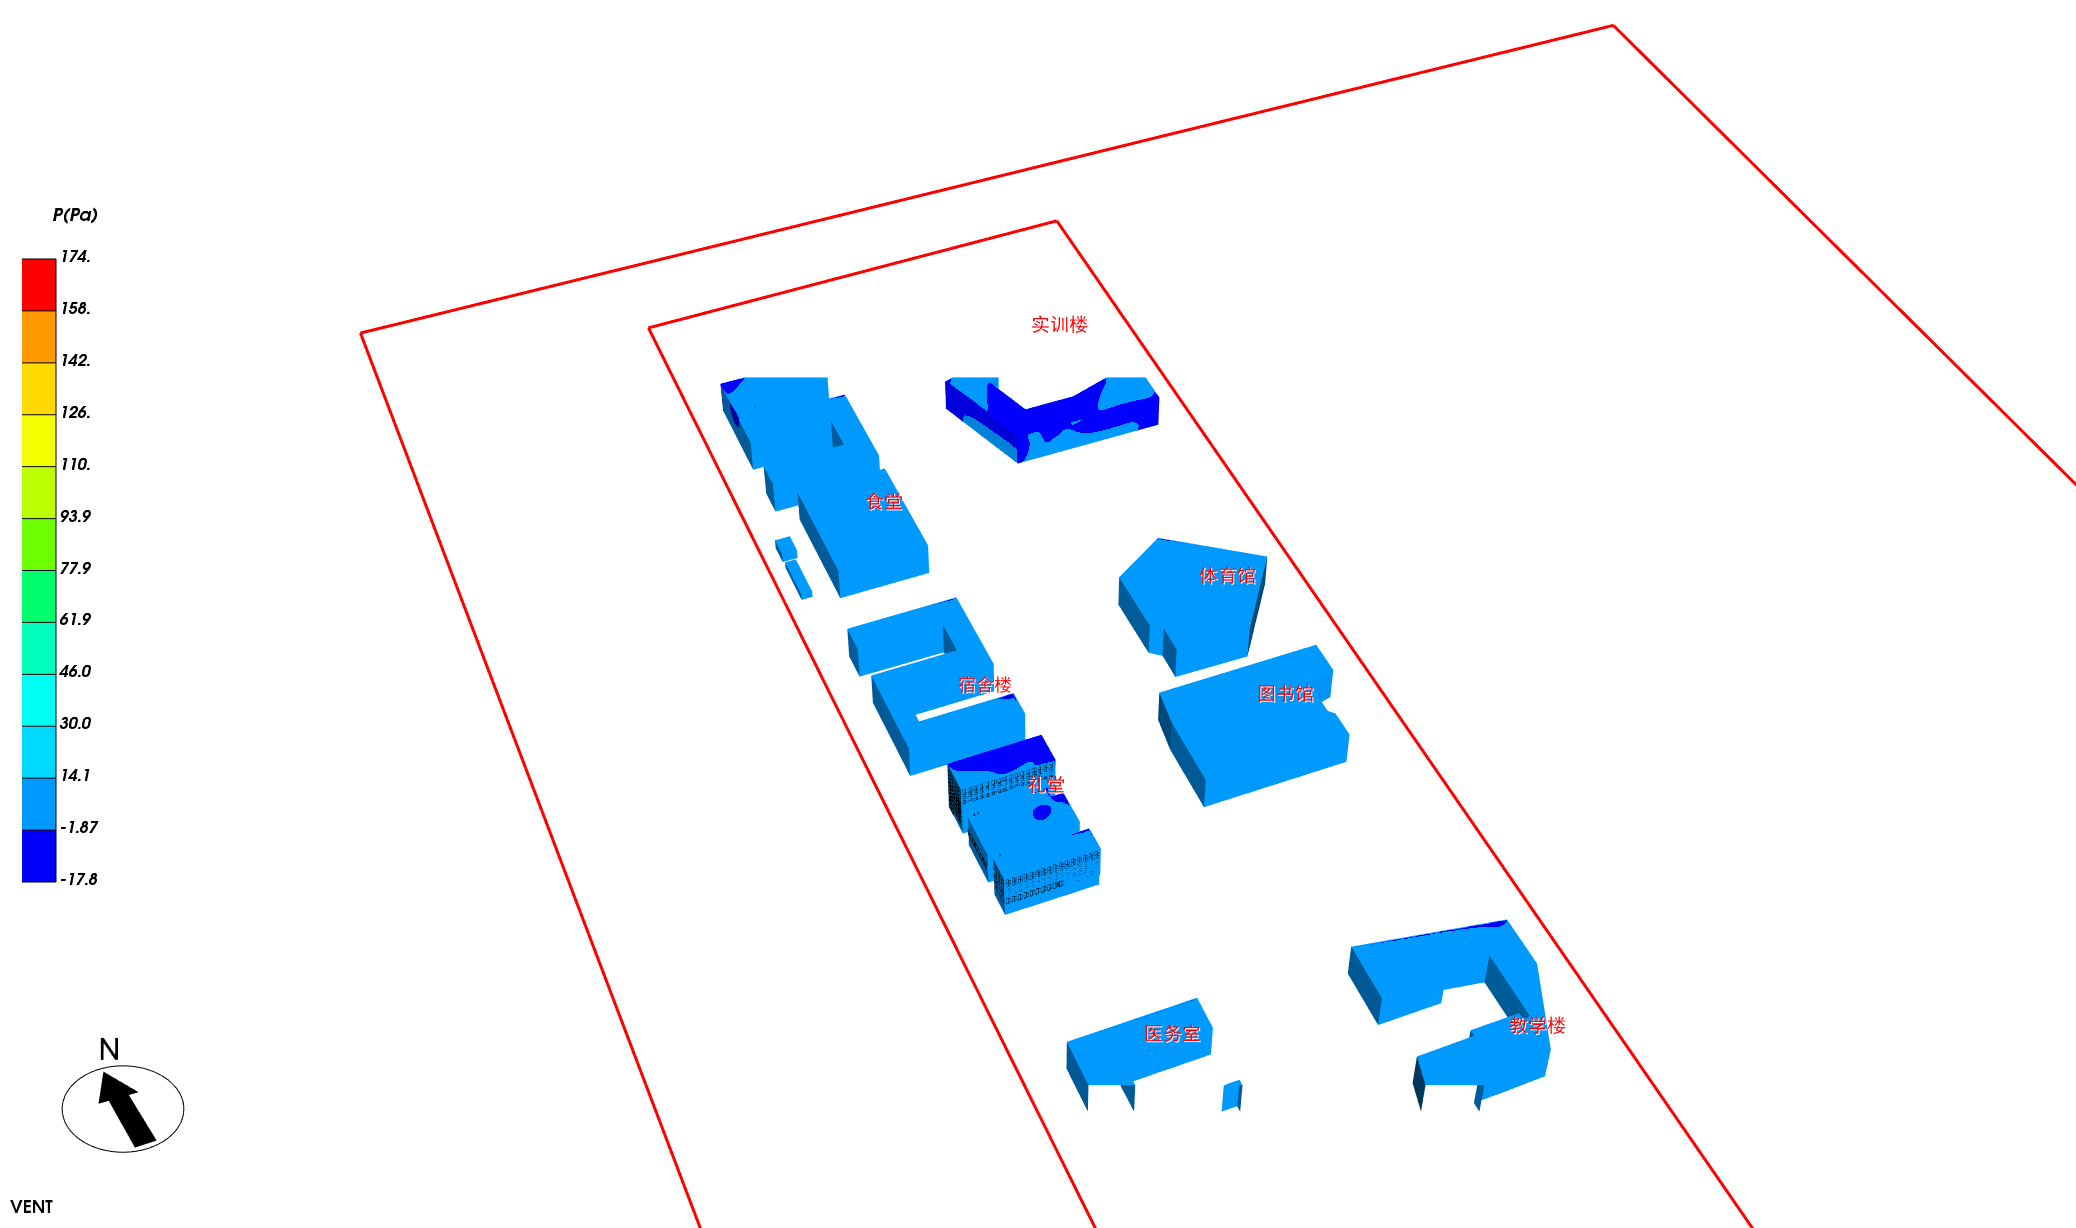 P(Pa)
174.
158.
142.
126.
110.
93.9
77.9
61.9
46.0
30.0
14.1
-1.87
-17.8
实训楼
食堂
体育馆
宿舍楼
图书馆
礼堂
医务室
教学楼
N
VENT